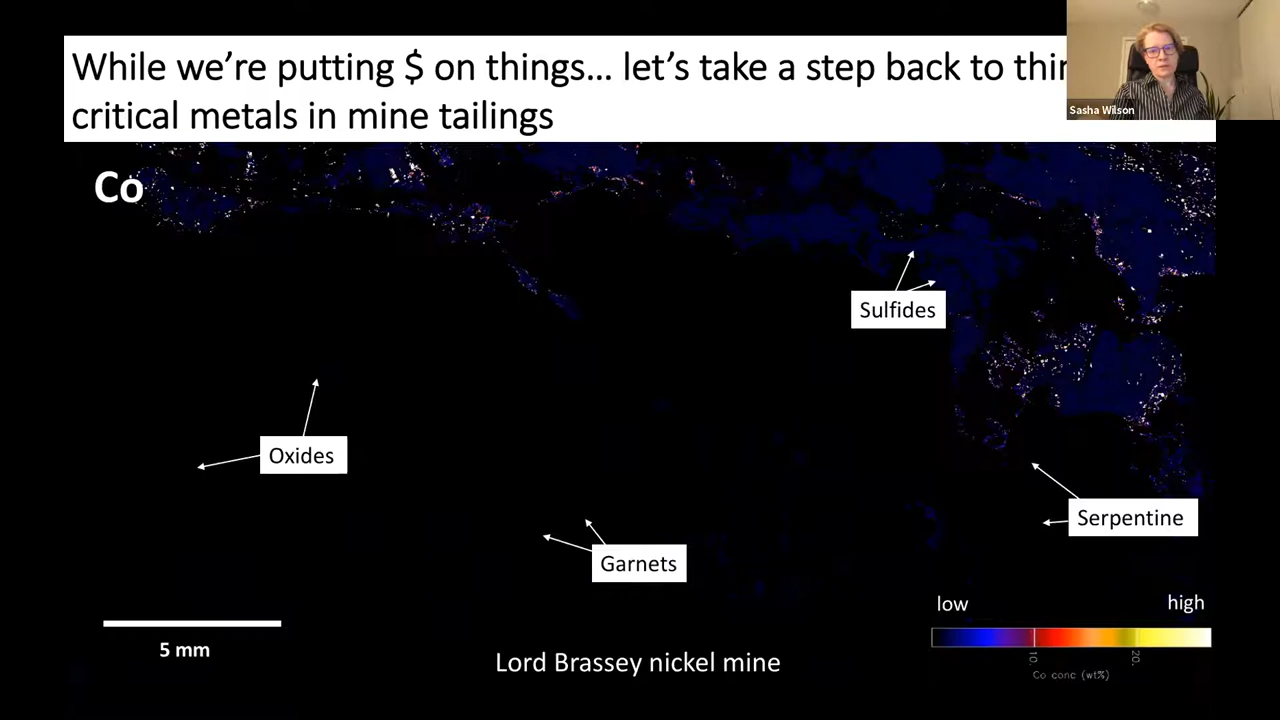 While we're putting $ on things... let's take a step back to
critical metals in mine tailings
Sasha Wilson
Co
Sulfides
Oxides
Serpentine
Garnets
low
high
10.
20.
Co conc (wt%)
5 mm
Lord Brassey nickel mine